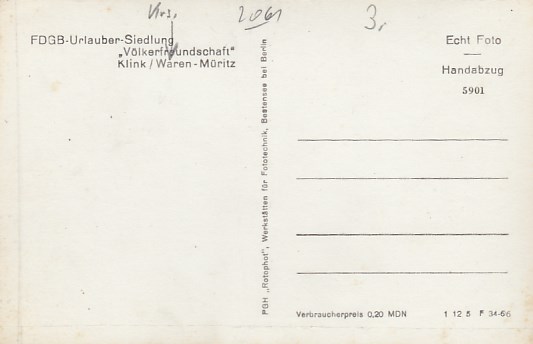 2061
3.
FDGB-Urlauber-Siedlung
„Völkerfreundschaft"
Klink / Waren-Müritz
PGH „Rotophot", Werkstätten für Fototechnik, Bestensee bei Berlin
Echt Foto
Handabzug
5901
Verbraucherpreis 0,20 MDN
1 12 5 F 34-66